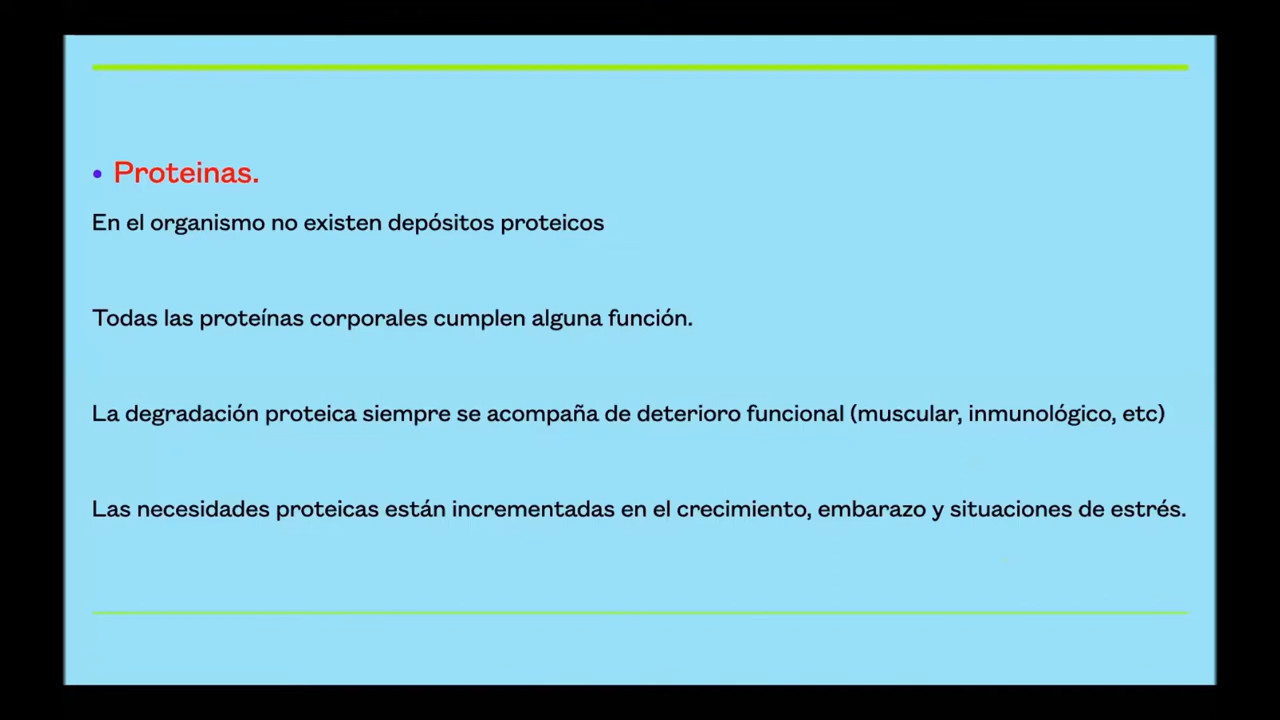 • Proteinas.
En el organismo no existen depósitos proteicos
Todas las proteínas corporales cumplen alguna función.
La degradación proteica siempre se acompaña de deterioro funcional (muscular, inmunológico, etc)
Las necesidades proteicas están incrementadas en el crecimiento, embarazo y situaciones de estrés.